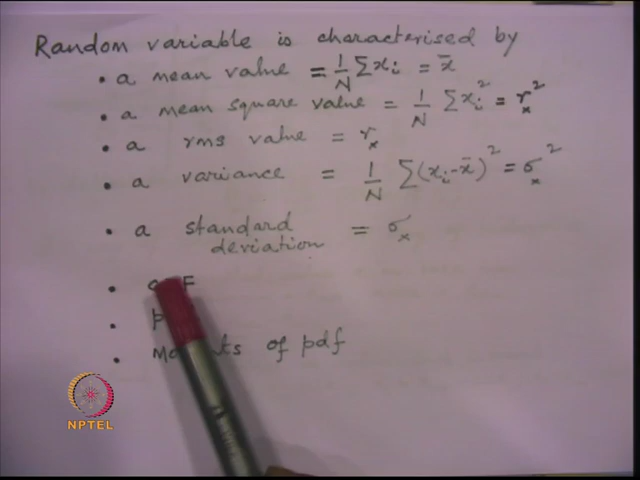 Random variable is characterised by
• a mean value = 1/N Σxᵢ = x̄
• a mean square value = 1/N Σxᵢ² = rₓ²
• a rms value = rₓ
• a variance = 1/N Σ(xᵢ-x̄)² = σₓ²
• a standard deviation = σₓ
•
•
• of pdf
NPTEL